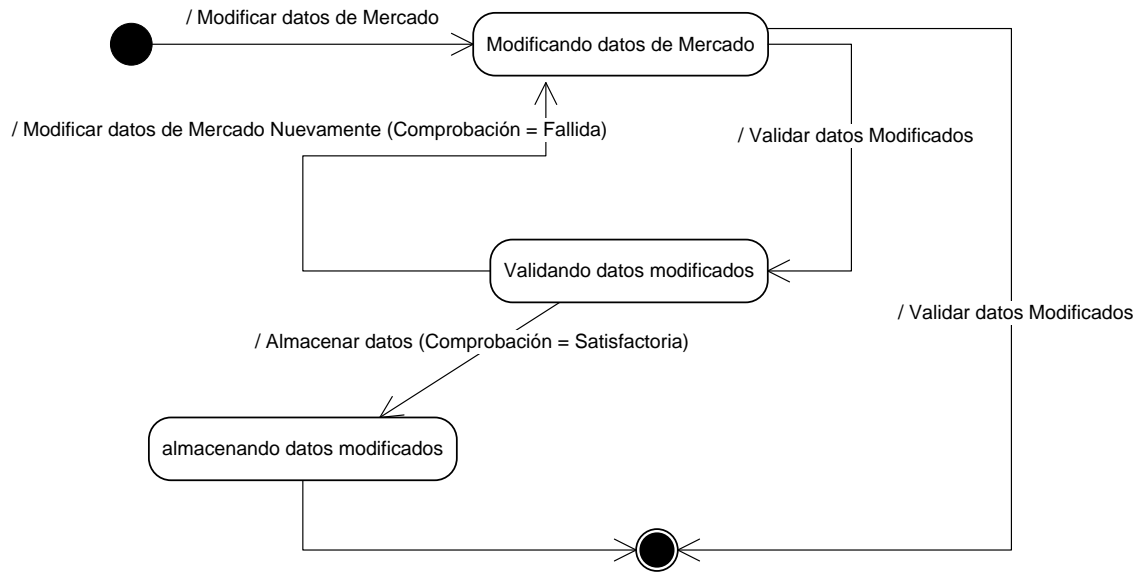 / Modificar datos de Mercado
Modificando datos de Mercado
/ Modificar datos de Mercado Nuevamente (Comprobación = Fallida)
/ Validar datos Modificados
Validando datos modificados
/ Validar datos Modificados
/ Almacenar datos (Comprobación = Satisfactoria)
almacenando datos modificados